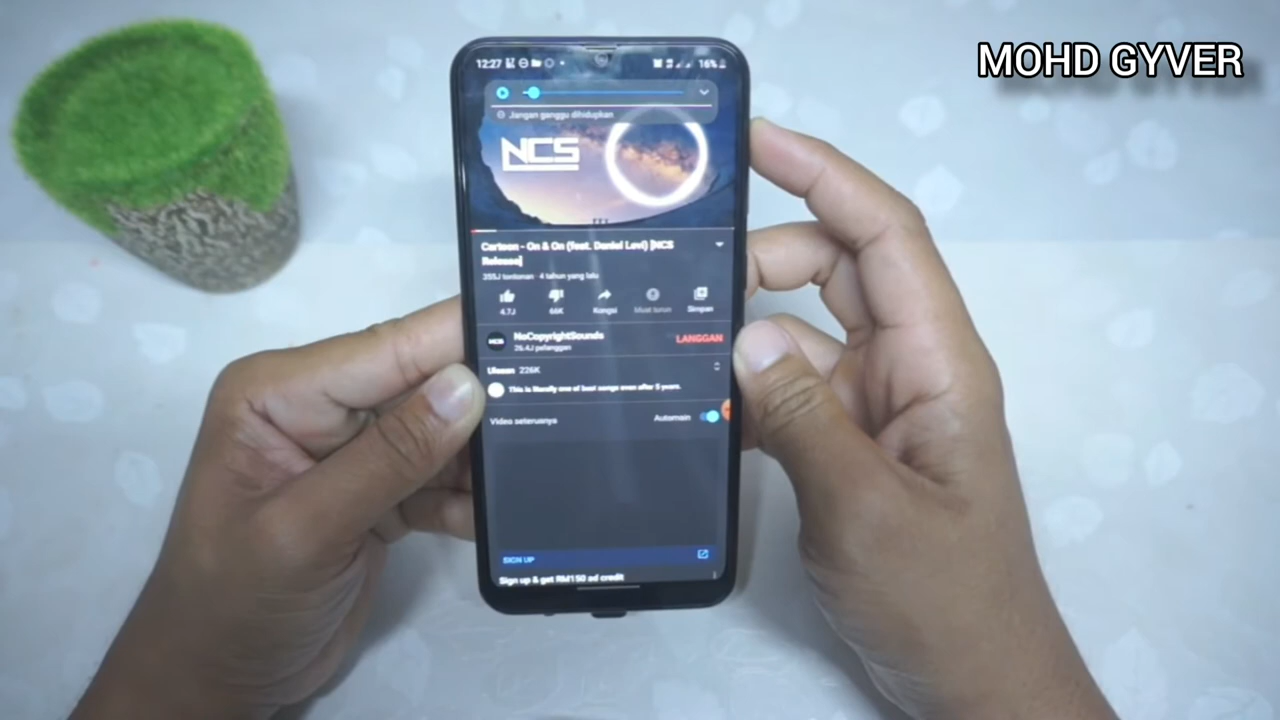 MOHD GYVER
12:27 16%
Jangan ganggu dihidupkan
NCS
Cartoon - On & On (feat. Daniel Levi) [NCS
Release]
355J tontonan · 4 tahun yang lalu
4.7J 66K Kongsi Muat turun Simpan
NCS NoCopyrightSounds LANGGAN
26.4J pelanggan
Ulasan 226K
This is literally one of best songs even after 5 years.
Video seterusnya Automain
SIGN UP
Sign up & get RM150 ad credit